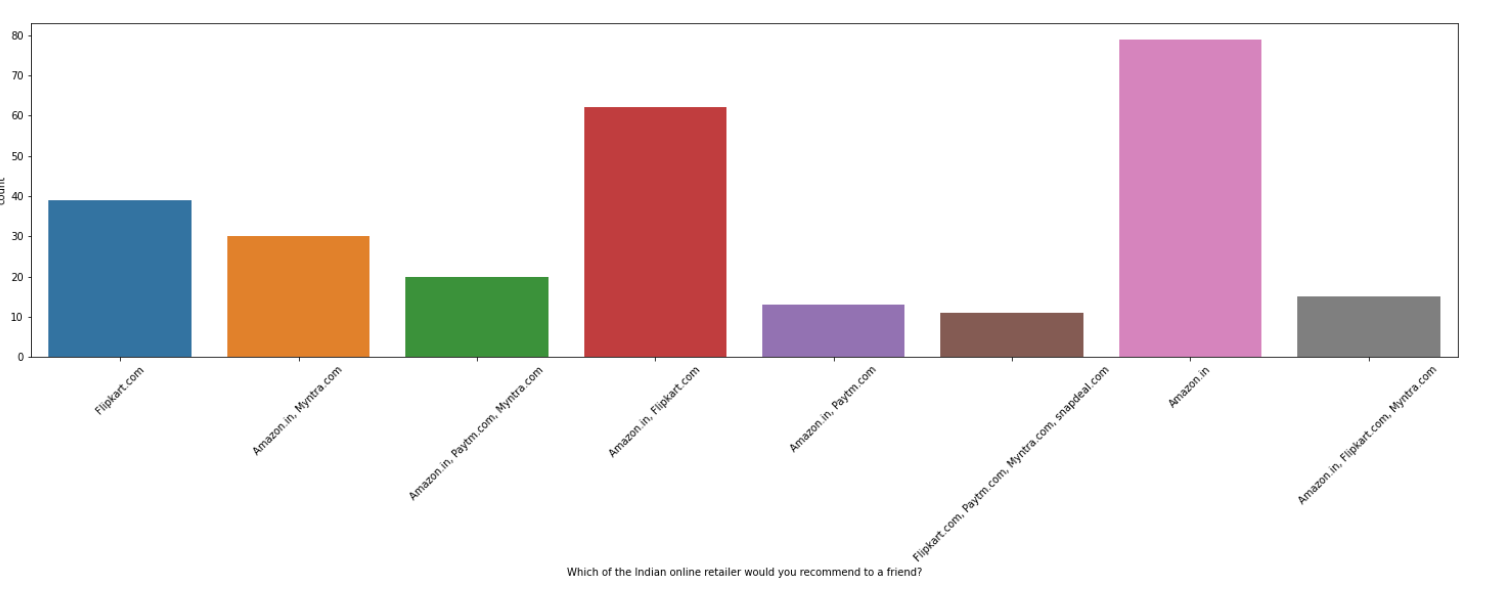 80
70
60
50
40
30
20
10
0
count
Flipkart.com
Amazon.in, Myntra.com
Amazon.in, Paytm.com, Myntra.com
Amazon.in, Flipkart.com
Amazon.in, Paytm.com
Flipkart.com, Paytm.com, Myntra.com, snapdeal.com
Amazon.in
Amazon.in, Flipkart.com, Myntra.com
Which of the Indian online retailer would you recommend to a friend?